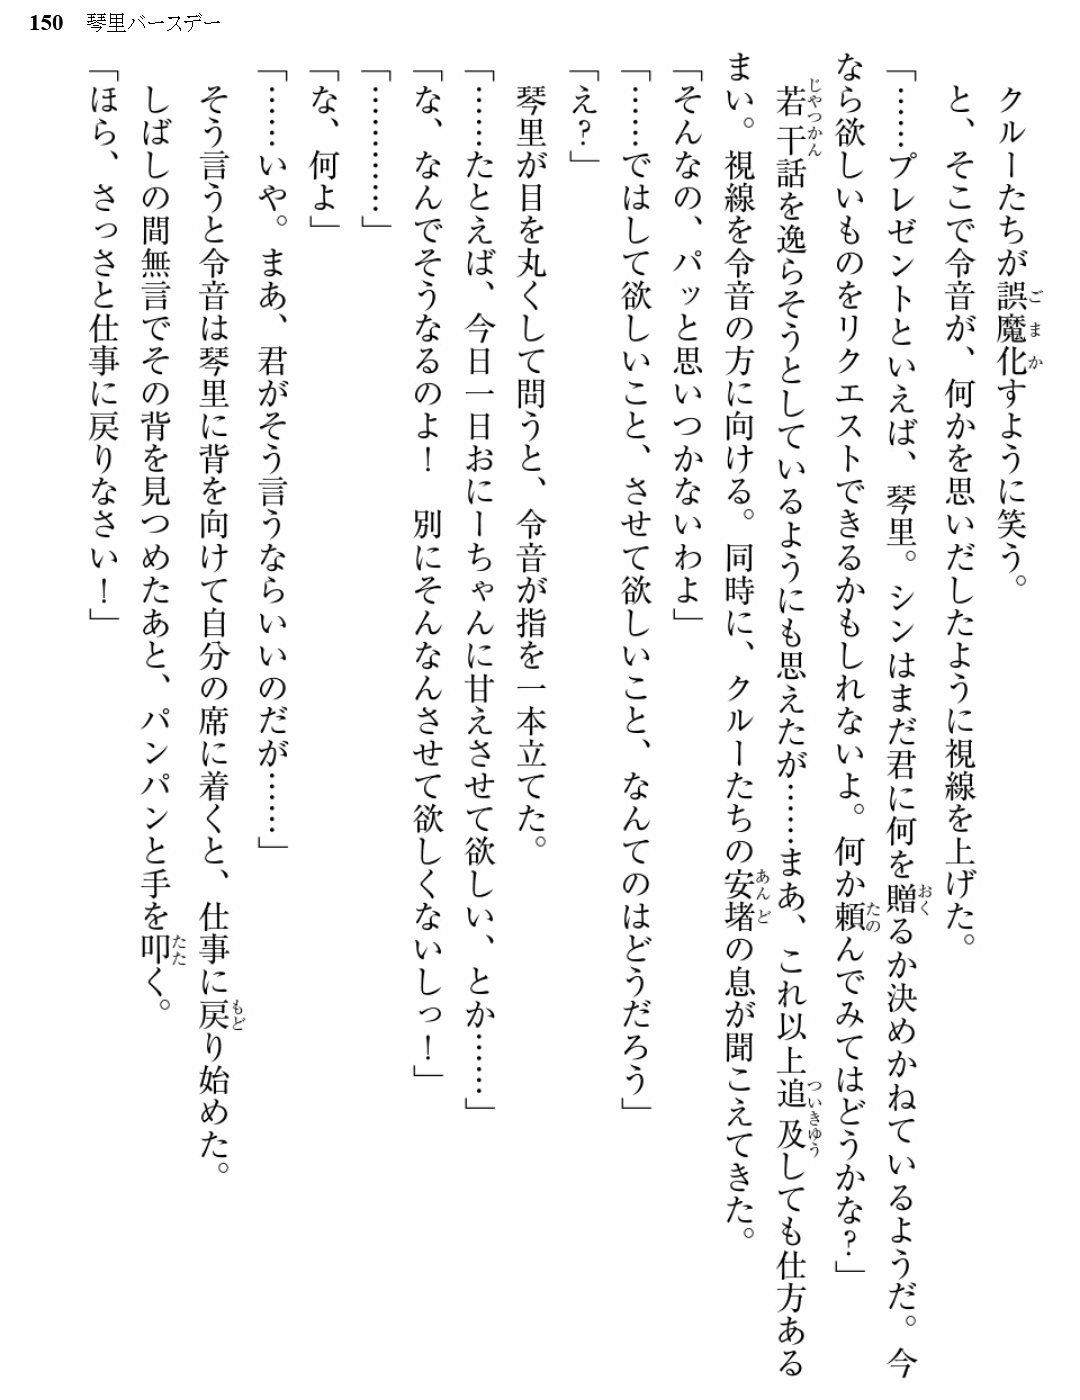 150 琴里バースデー
クルーたちが誤魔化すように笑う。
と、そこで令音が、何かを思いだしたように視線を上げた。
「……プレゼントといえば、琴里。シンはまだ君に何を贈るか決めかねているようだ。今
なら欲しいものをリクエストできるかもしれないよ。何か頼んでみてはどうかな?」
若干話を逸らそうとしているようにも思えたが……まあ、これ以上追及しても仕方ある
まい。視線を令音の方に向ける。同時に、クルーたちの安堵の息が聞こえてきた。
「そんなの、パッと思いつかないわよ」
「……ではして欲しいこと、させて欲しいこと、なんてのはどうだろう」
「え?」
琴里が目を丸くして問うと、令音が指を一本立てた。
「……たとえば、今日一日おにーちゃんに甘えさせて欲しい、とか……」
「な、なんでそうなるのよ! 別にそんなんさせて欲しくないしっ!」
「…………」
「な、何よ」
「……いや。まあ、君がそう言うならいいのだが……」
そう言うと令音は琴里に背を向けて自分の席に着くと、仕事に戻り始めた。
しばしの間無言でその背を見つめたあと、パンパンと手を叩く。
「ほら、さっさと仕事に戻りなさい!」